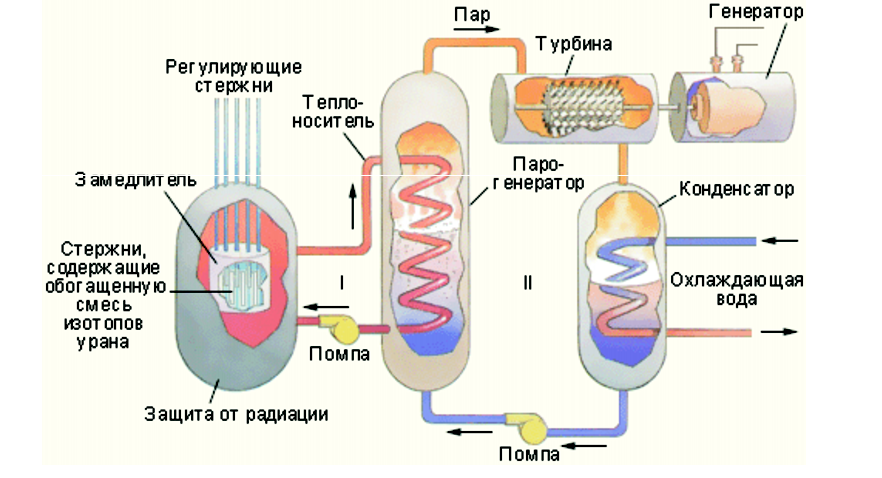 Пар
Генератор
Турбина
Регулирующие
стержни
Тепло-
носитель
Паро-
генератор
Замедлитель
Конденсатор
Стержни,
содержащие
обогащенную
смесь
изотопов
урана
I
II
Охлаждающая
вода
Помпа
Защита от радиации
Помпа